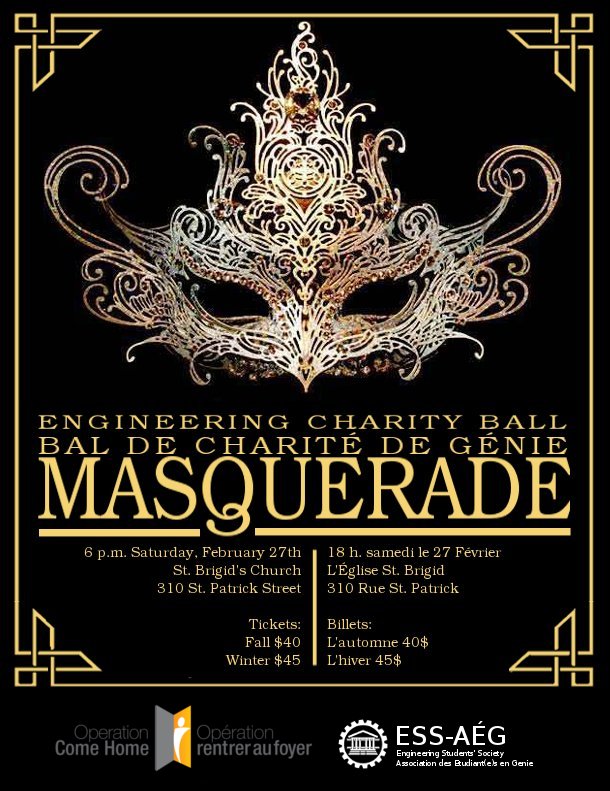 ENGINEERING CHARITY BALL
BAL DE CHARITÉ DE GÉNIE
MASQUERADE
6 p.m. Saturday, February 27th
St. Brigid's Church
310 St. Patrick Street
Tickets:
Fall $40
Winter $45
18 h. samedi le 27 Février
L'Église St. Brigid
310 Rue St. Patrick
Billets:
L'automne 40$
L'hiver 45$
Operation
Come Home
Opération
rentrer au foyer
ESS-AÉG
Engineering Students' Society
Association des Etudiant(e)s en Genie